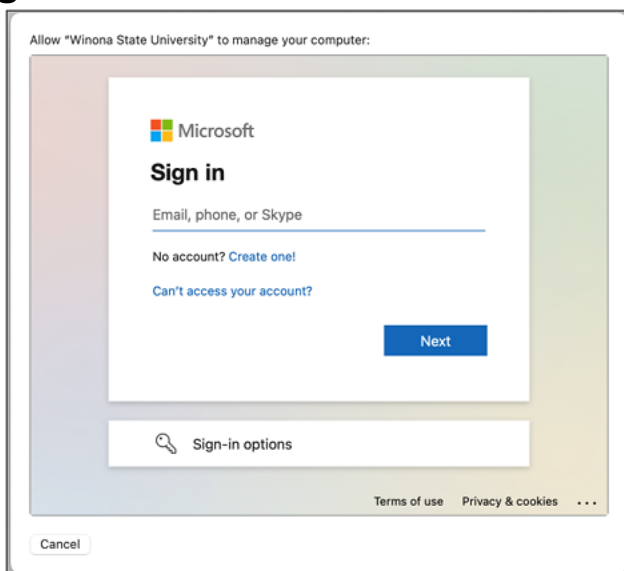 Allow “Winona State University” to manage your computer:
Microsoft
Sign in
Email, phone, or Skype
No account? Create one!
Can’t access your account?
Next
Sign-in options
Terms of use Privacy & cookies ...
Cancel